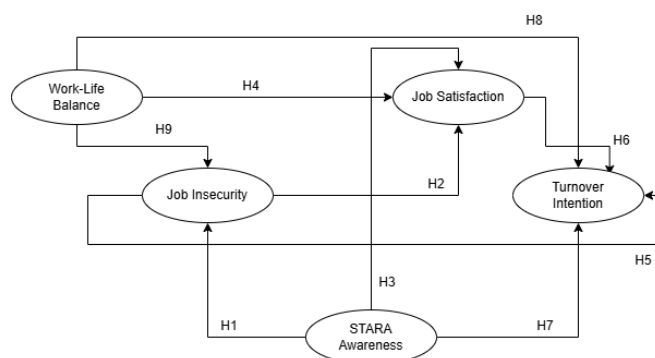 H8
Work-Life
Balance
H4
Job Satisfaction
H9
H6
Job Insecurity
H2
Turnover
Intention
H5
H3
H1
STARA
Awareness
H7